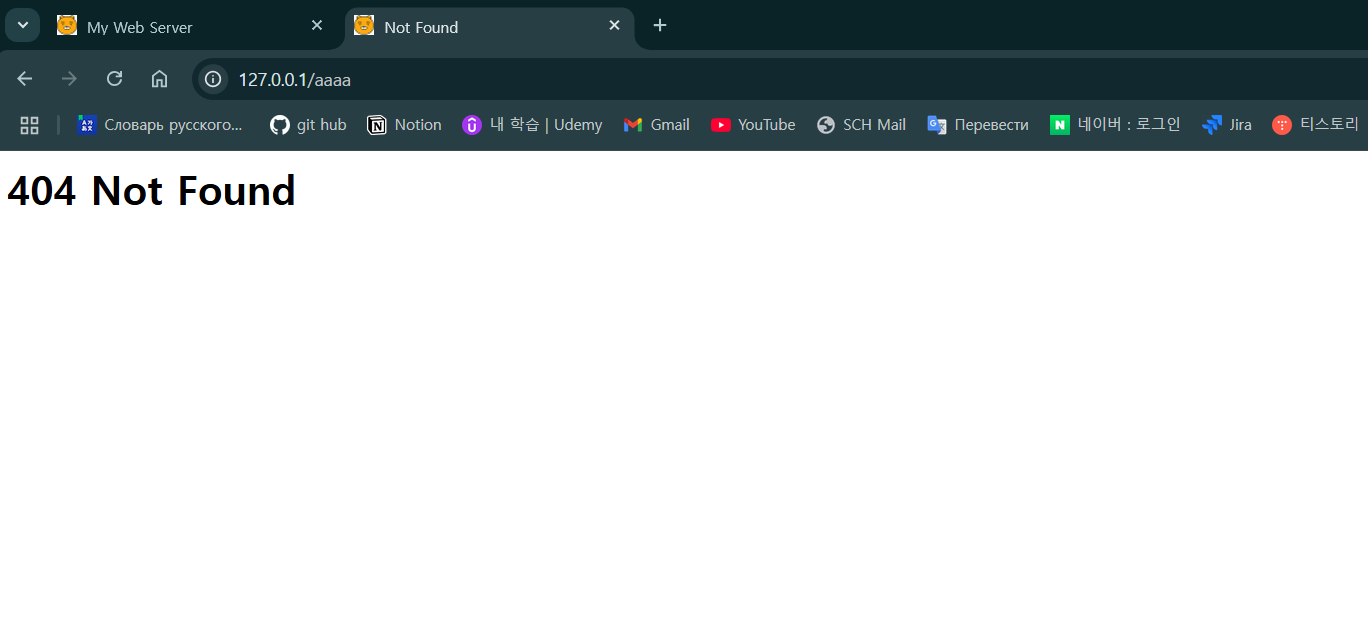 My Web Server
Not Found
127.0.0.1/aaaa
Словарь русского... git hub Notion 내 학습 | Udemy Gmail YouTube SCH Mail Перевести 네이버 : 로그인 Jira 티스토리
404 Not Found